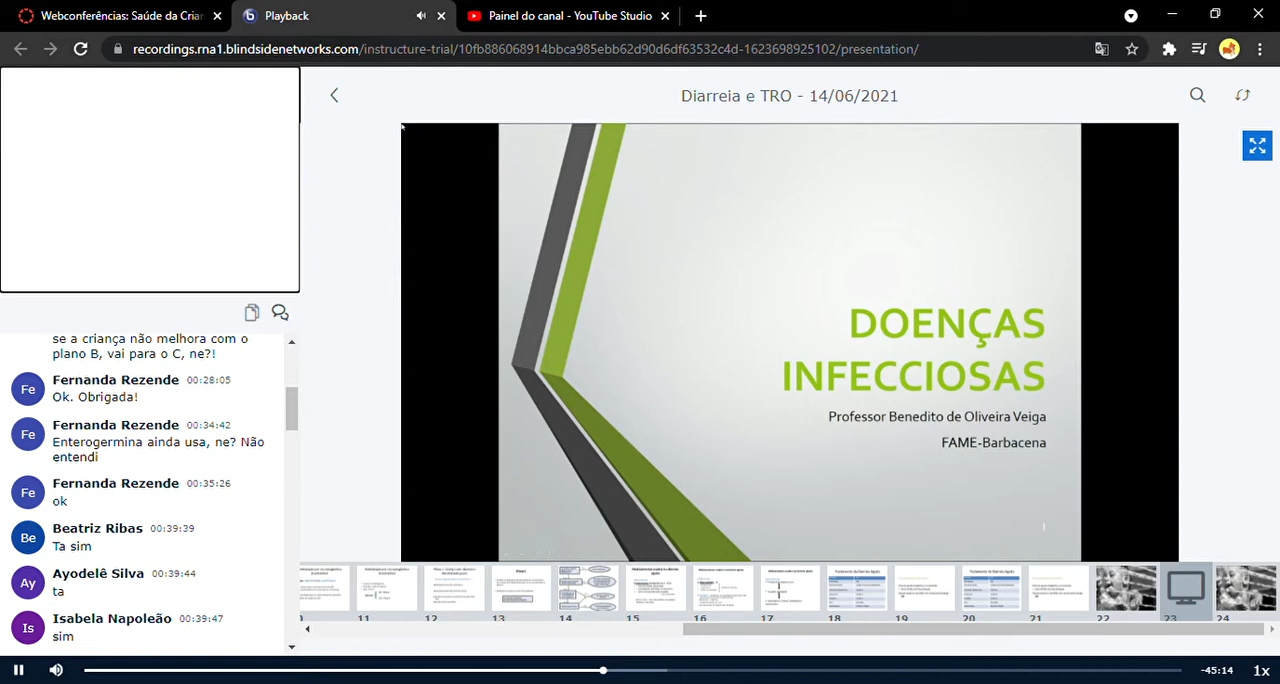 Webconferências: Saúde da Crian
Playback
Painel do canal - YouTube Studio
recordings.rna1.blindsidenetworks.com/instructure-trial/10fb886068914bbca985ebb62d90d6df63532c4d-1623698925102/presentation/
Diarreia e TRO - 14/06/2021
DOENÇAS
INFECCIOSAS
Professor Benedito de Oliveira Veiga
FAME-Barbacena
se a criança não melhora com o
plano B, vai para o C, ne?!
Fe
Fernanda Rezende 00:28:05
Ok. Obrigada!
Fe
Fernanda Rezende 00:34:42
Enterogermina ainda usa, ne? Não
entendi
Fe
Fernanda Rezende 00:35:26
ok
Be
Beatriz Ribas 00:39:39
Ta sim
Ay
Ayodelê Silva 00:39:44
ta
Is
Isabela Napoleão 00:39:47
sim
11 12 13 14 15 16 17 18 19 20 21 22 23 24
-45:14 1x